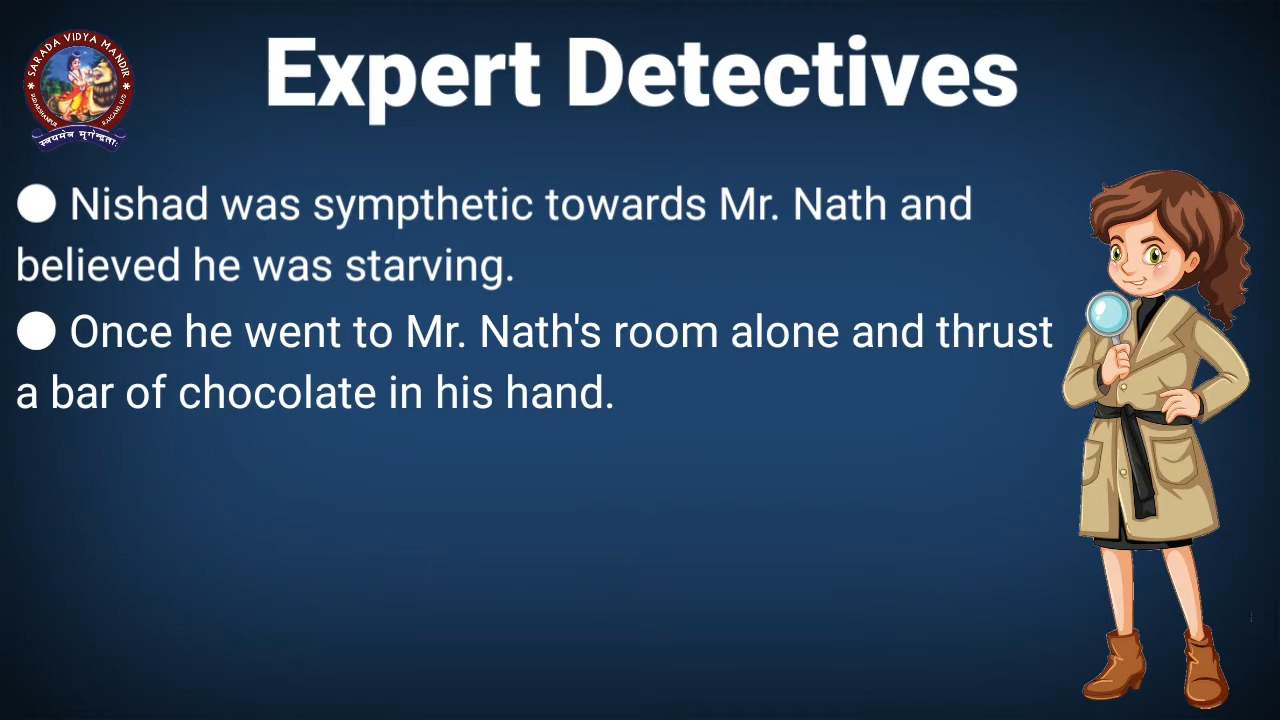 SARADA VIDYA MANDIR
Expert Detectives
Nishad was sympthetic towards Mr. Nath and
believed he was starving.
Once he went to Mr. Nath's room alone and thrust
a bar of chocolate in his hand.